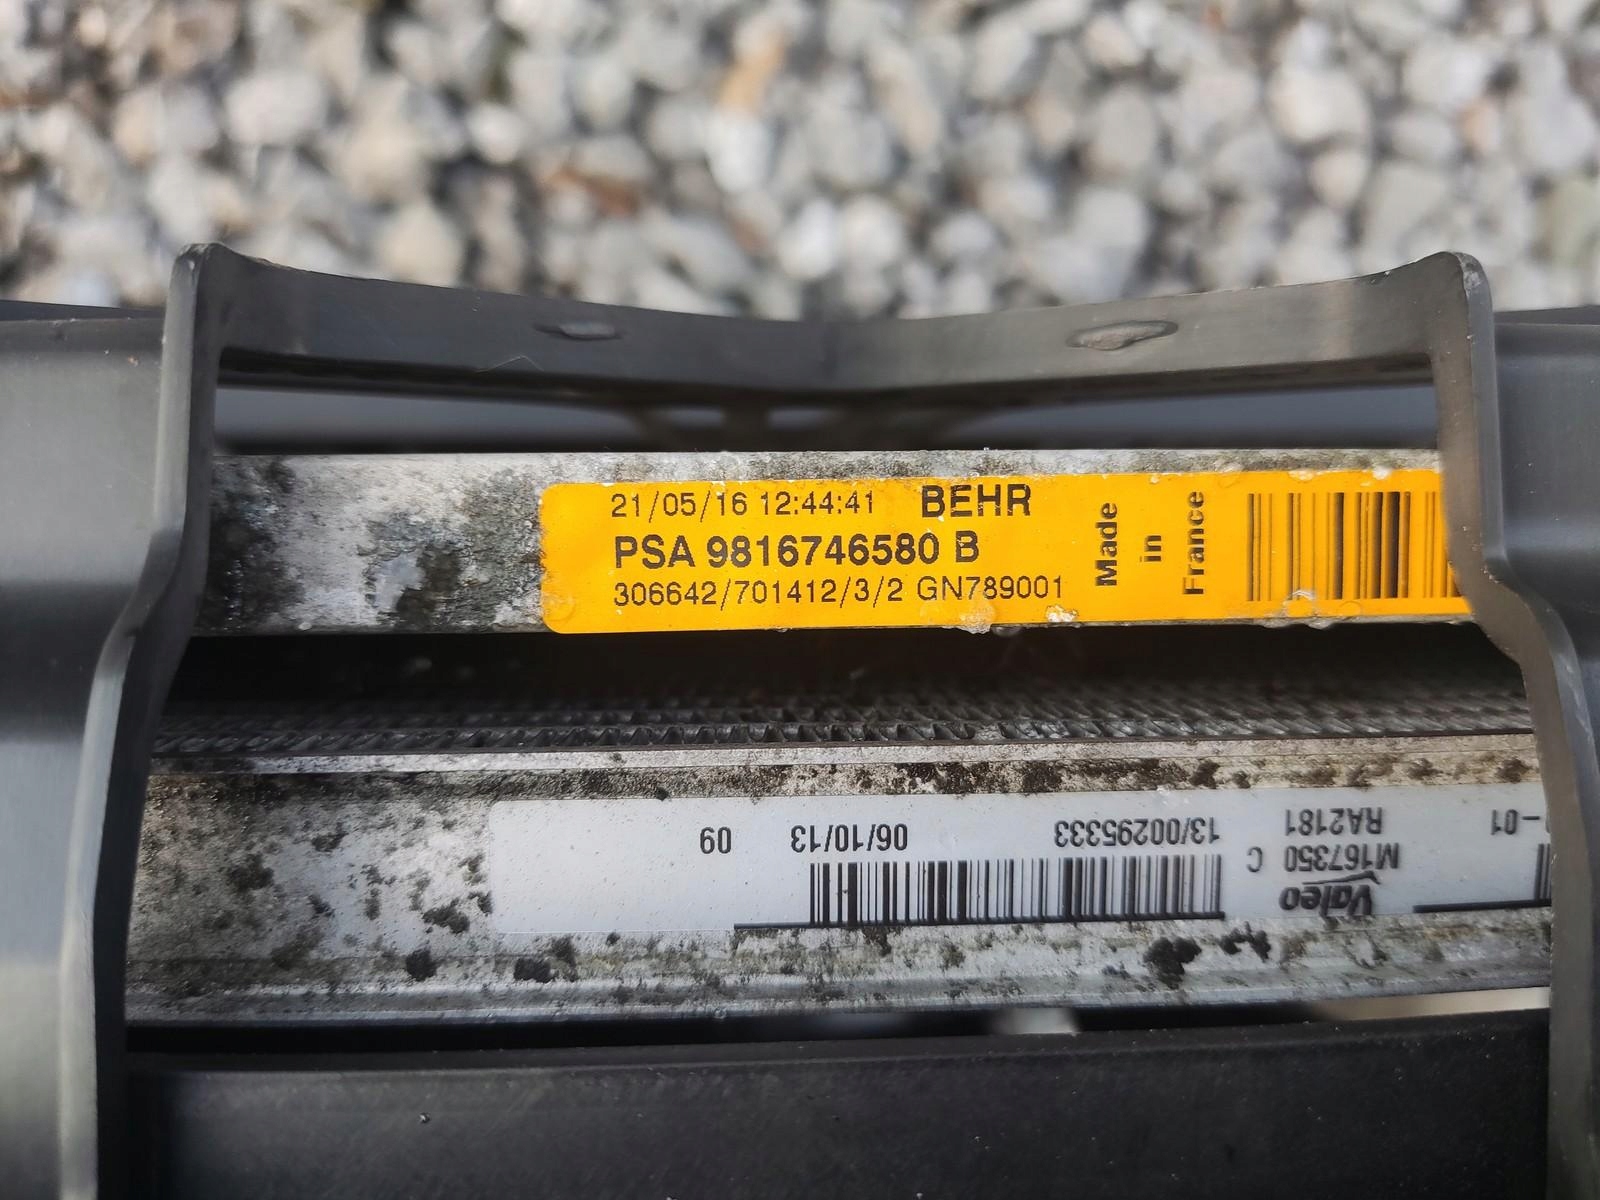 21/05/16 12:44:41 BEHR
PSA 9816746580 B
306642/701412/3/2 GN789001
Made
in
France
Valeo
M167350 C
RA2181
13/00295333 06/10/13 09
-01